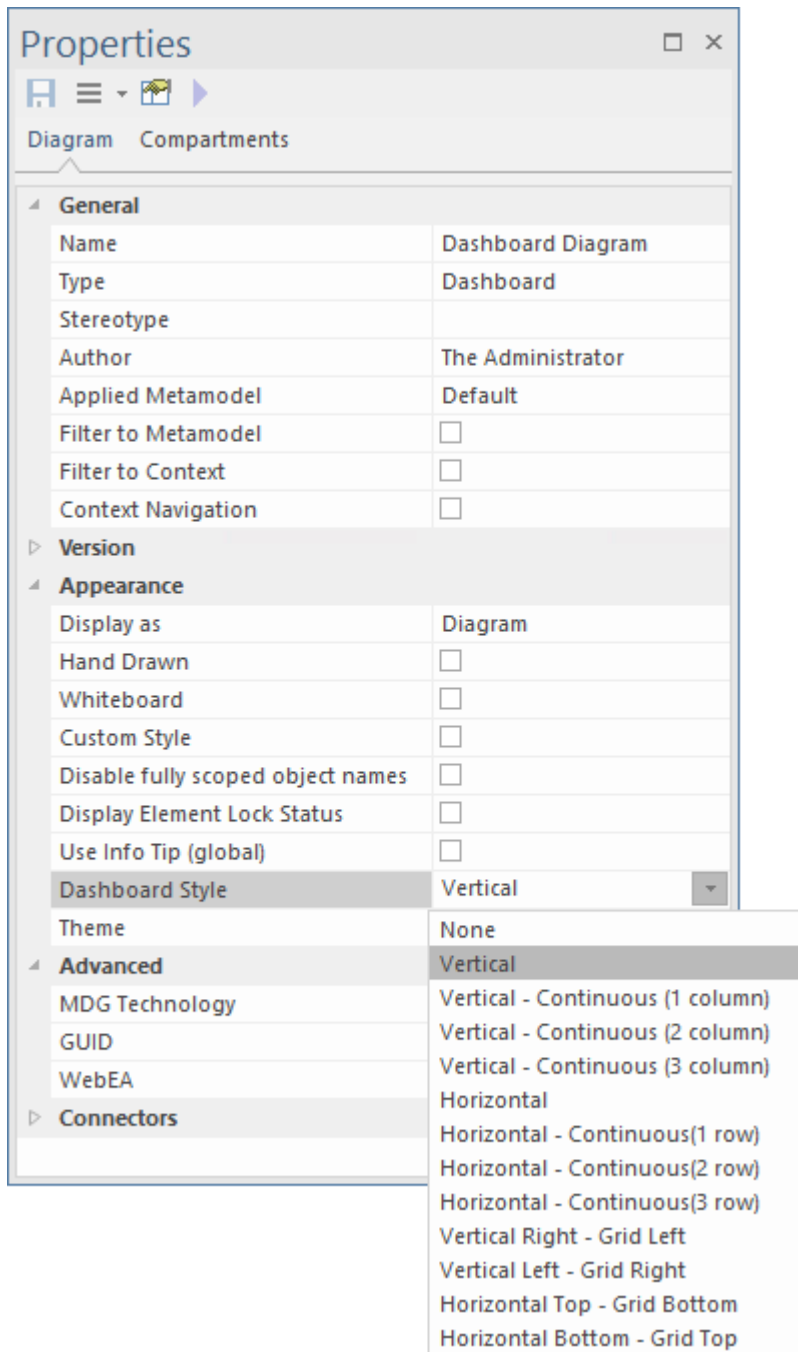 Properties
Diagram Compartments
General
Name Dashboard Diagram
Type Dashboard
Stereotype
Author The Administrator
Applied Metamodel Default
Filter to Metamodel
Filter to Context
Context Navigation
Version
Appearance
Display as Diagram
Hand Drawn
Whiteboard
Custom Style
Disable fully scoped object names
Display Element Lock Status
Use Info Tip (global)
Dashboard Style Vertical
Theme None
Advanced Vertical
MDG Technology Vertical - Continuous (1 column)
GUID Vertical - Continuous (2 column)
WebEA Vertical - Continuous (3 column)
Connectors Horizontal
Horizontal - Continuous(1 row)
Horizontal - Continuous(2 row)
Horizontal - Continuous(3 row)
Vertical Right - Grid Left
Vertical Left - Grid Right
Horizontal Top - Grid Bottom
Horizontal Bottom - Grid Top